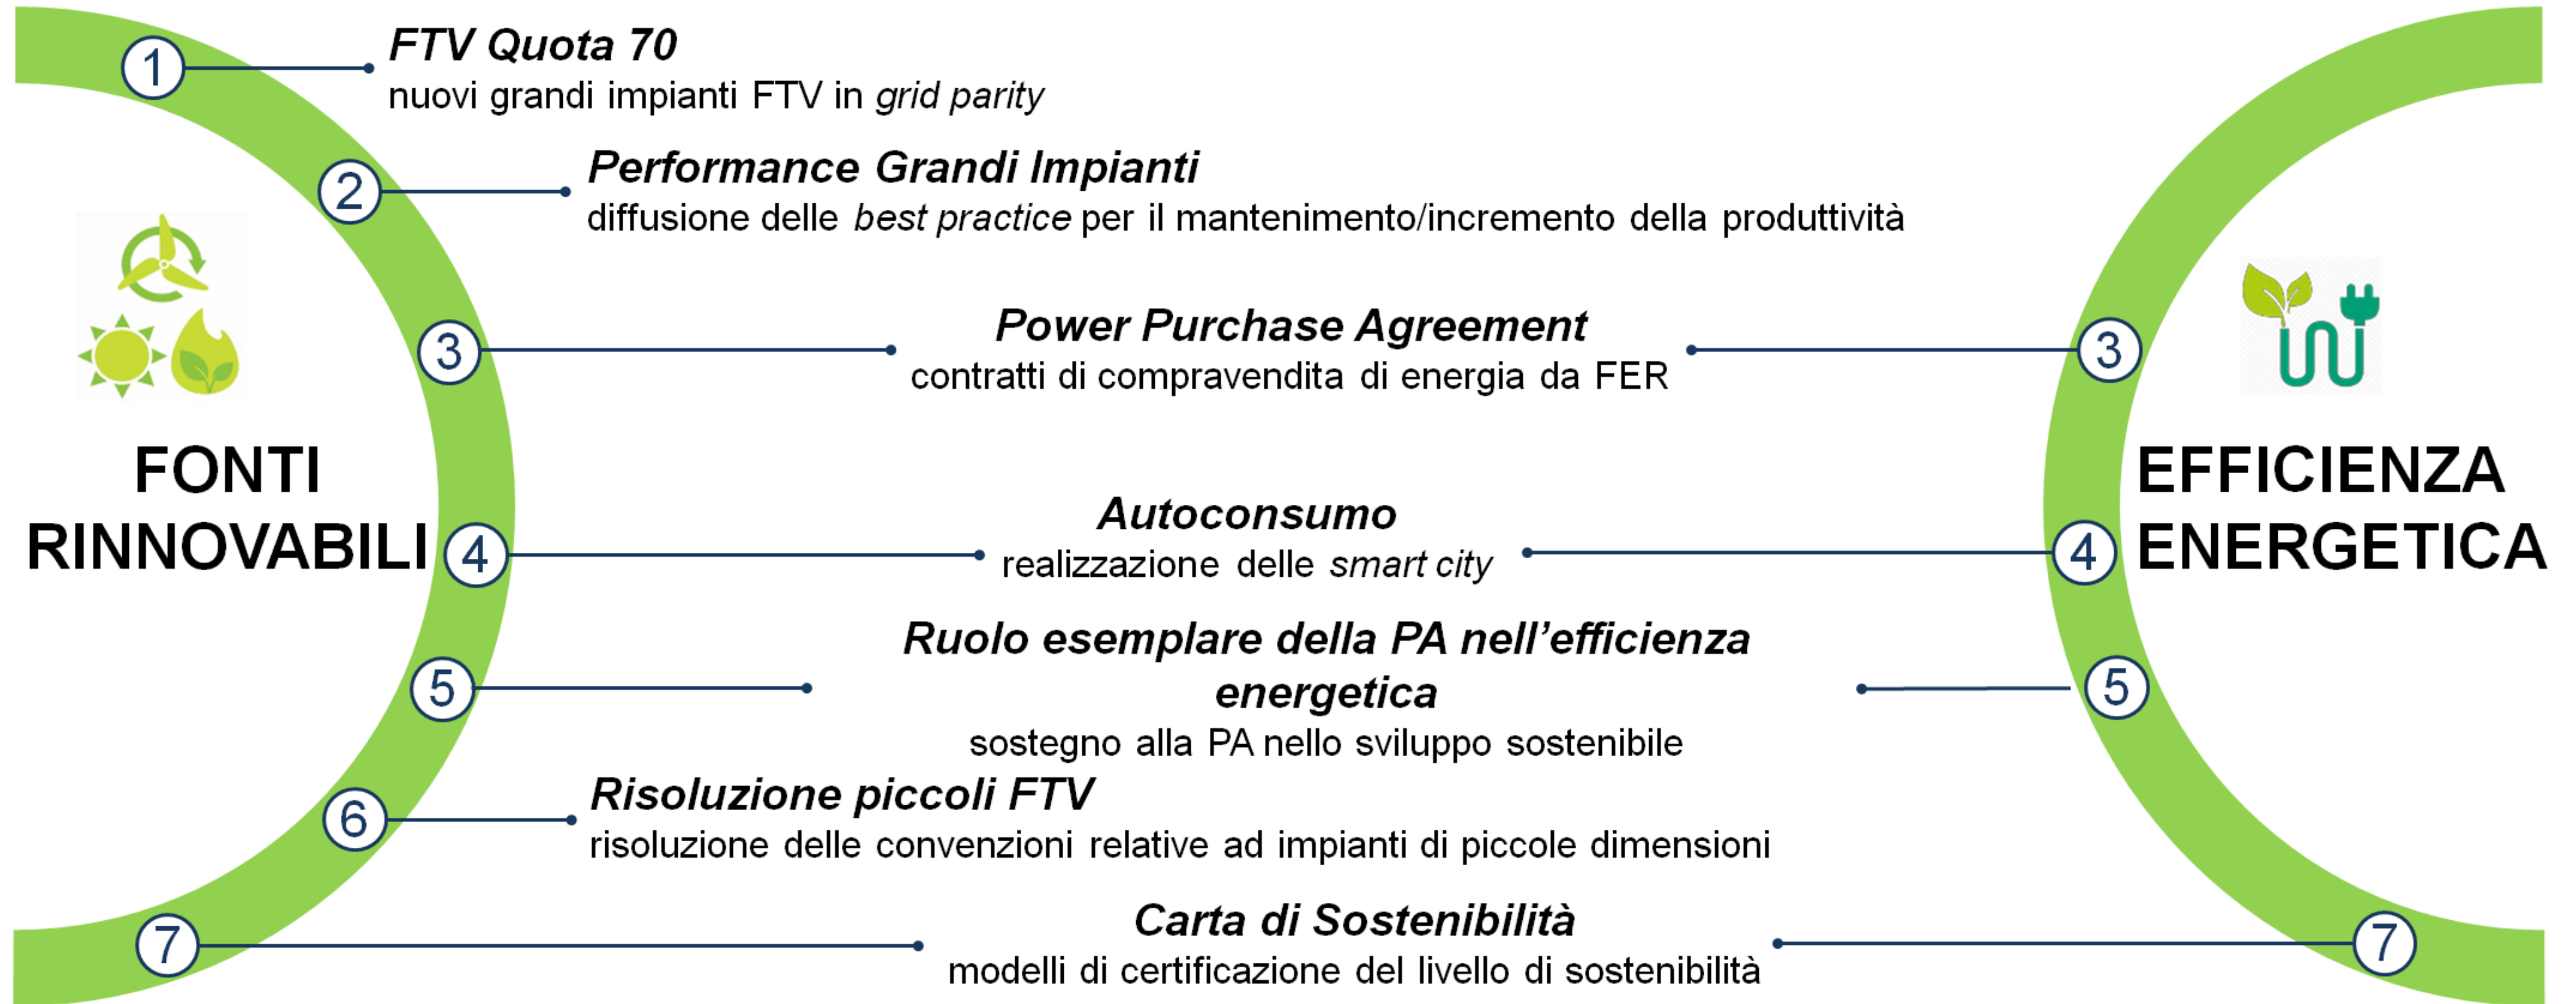 1
FTV Quota 70
nuovi grandi impianti FTV in grid parity
2
Performance Grandi Impianti
diffusione delle best practice per il mantenimento/incremento della produttività
3
Power Purchase Agreement
contratti di compravendita di energia da FER
3
FONTI
RINNOVABILI
EFFICIENZA
ENERGETICA
4
Autoconsumo
realizzazione delle smart city
4
5
Ruolo esemplare della PA nell’efficienza
energetica
sostegno alla PA nello sviluppo sostenibile
5
6
Risoluzione piccoli FTV
risoluzione delle convenzioni relative ad impianti di piccole dimensioni
7
Carta di Sostenibilità
modelli di certificazione del livello di sostenibilità
7